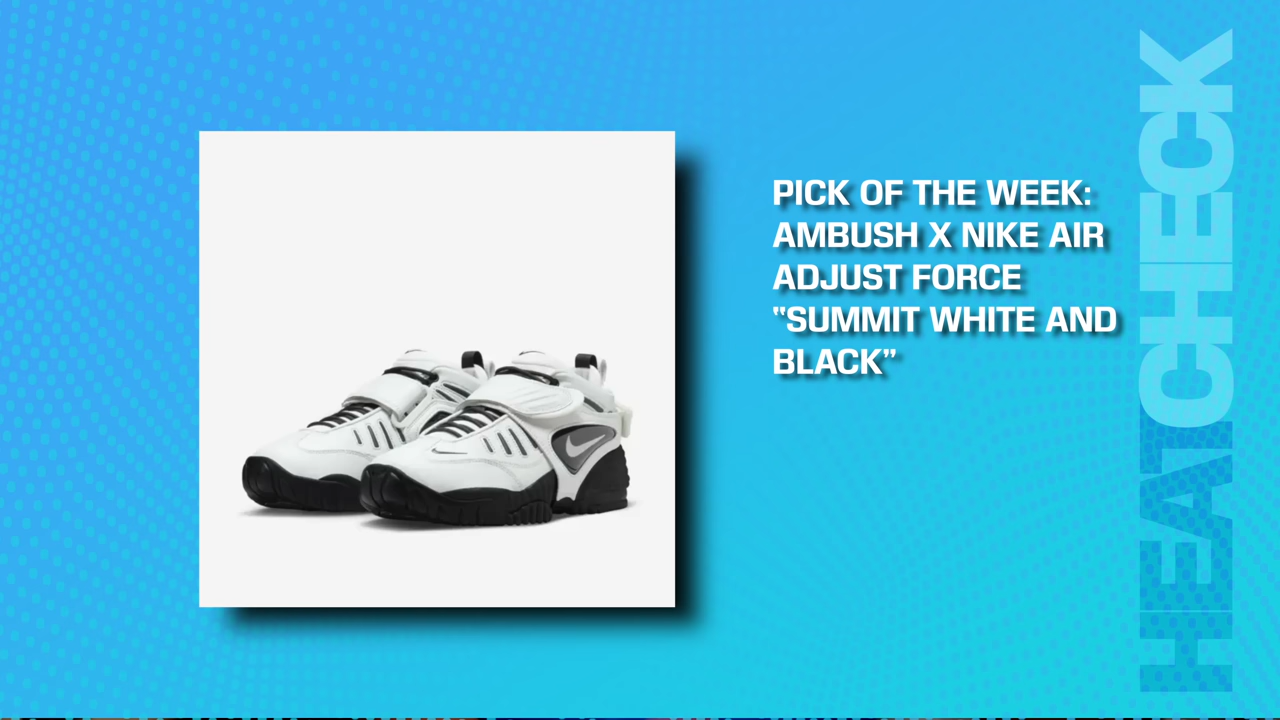 PICK OF THE WEEK:
AMBUSH X NIKE AIR
ADJUST FORCE
“SUMMIT WHITE AND
BLACK”
HEATCHECK